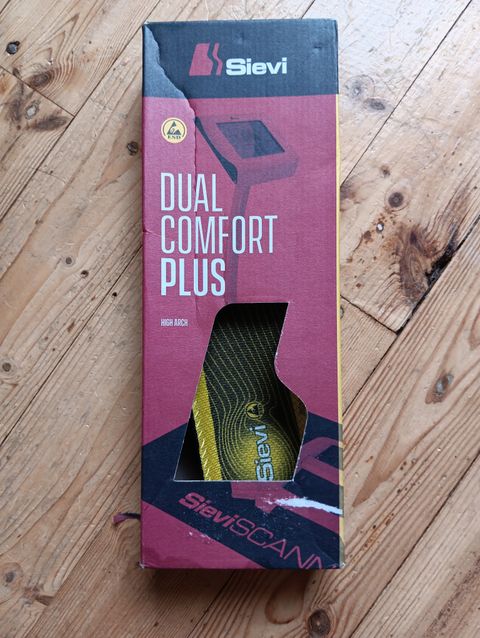 Sievi
ESD
DUAL
COMFORT
PLUS
HIGH ARCH
Sievi
SieviSCANN